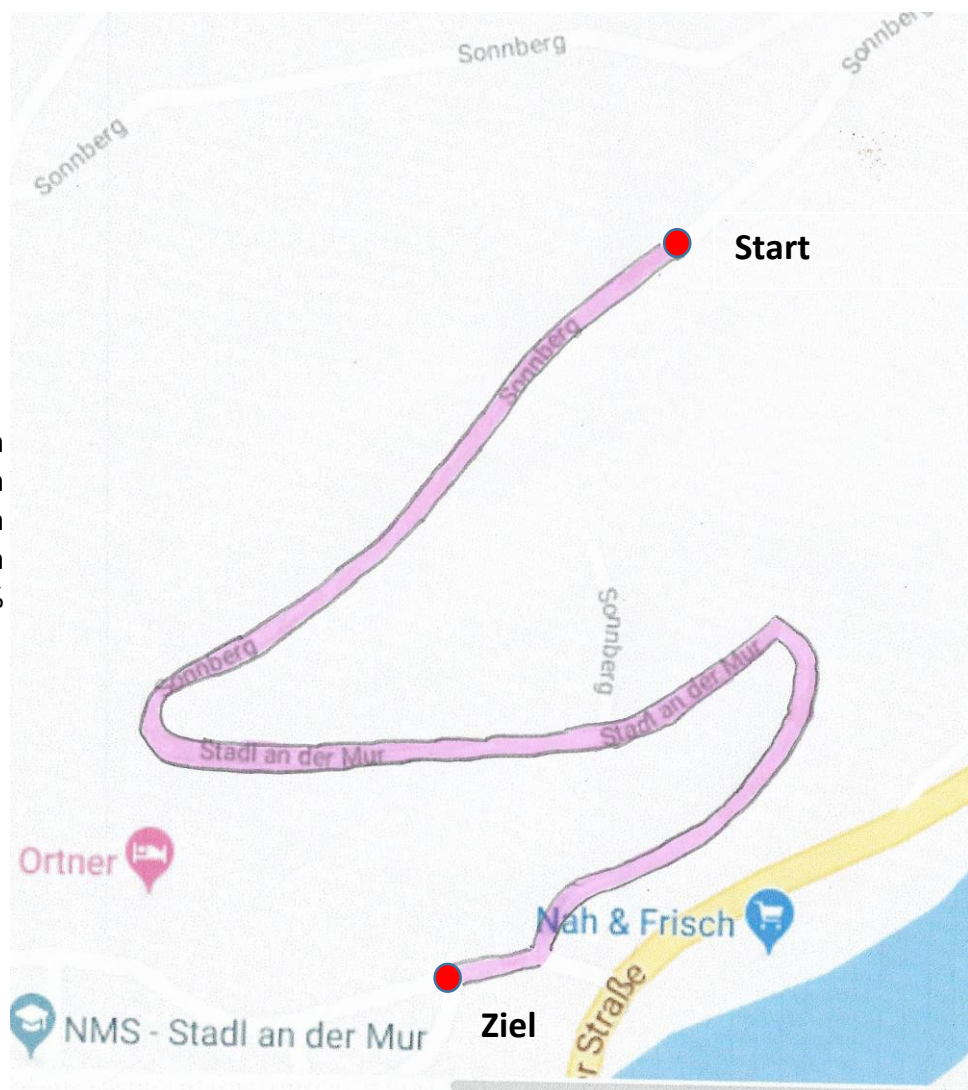 Sonnberg
Sonnberg
Sonnberg
Start
Sonnberg
Sonnberg
Sonnberg
Stadl an der Mur
Stadl an der Mur
Ortner
Nah & Frisch
r Straße
Ziel
NMS - Stadl an der Mur